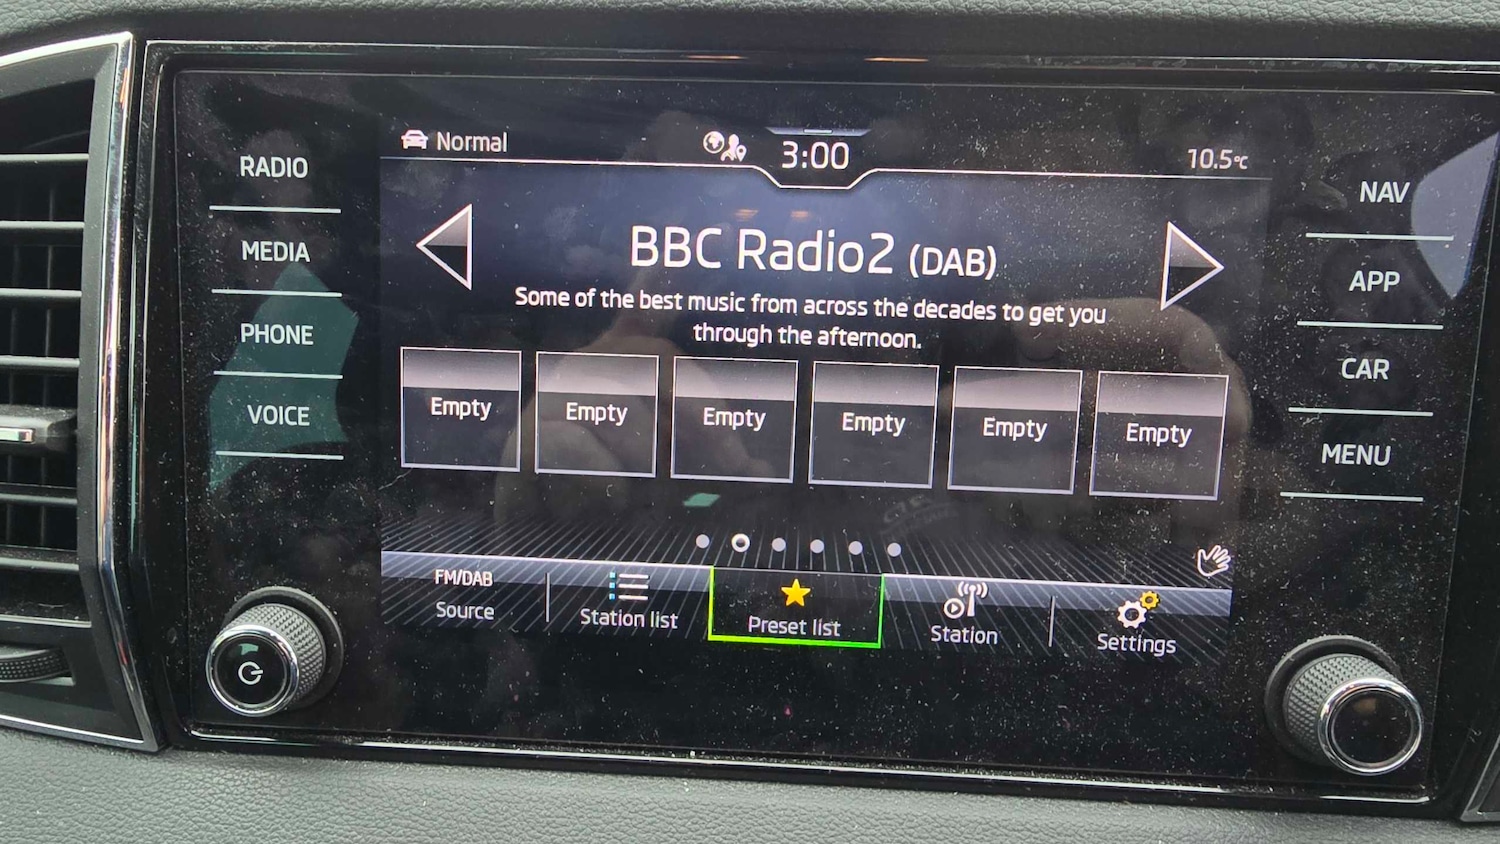 Normal
3:00
10.5°C
RADIO
MEDIA
PHONE
VOICE
BBC Radio2 (DAB)
Some of the best music from across the decades to get you
through the afternoon.
Empty Empty Empty Empty Empty Empty
FM/DAB
Source
Station list
Preset list
Station
Settings
NAV
APP
CAR
MENU